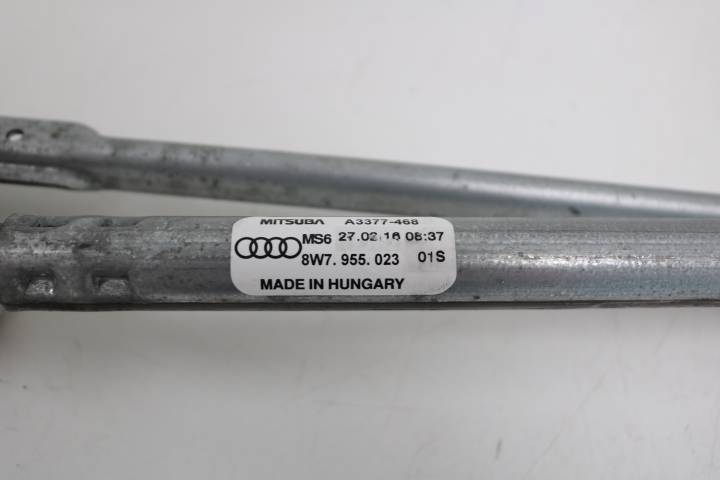 MITSUBA A3377-468
MS6 27.02.16 08:37
8W7. 955. 023 01S
MADE IN HUNGARY